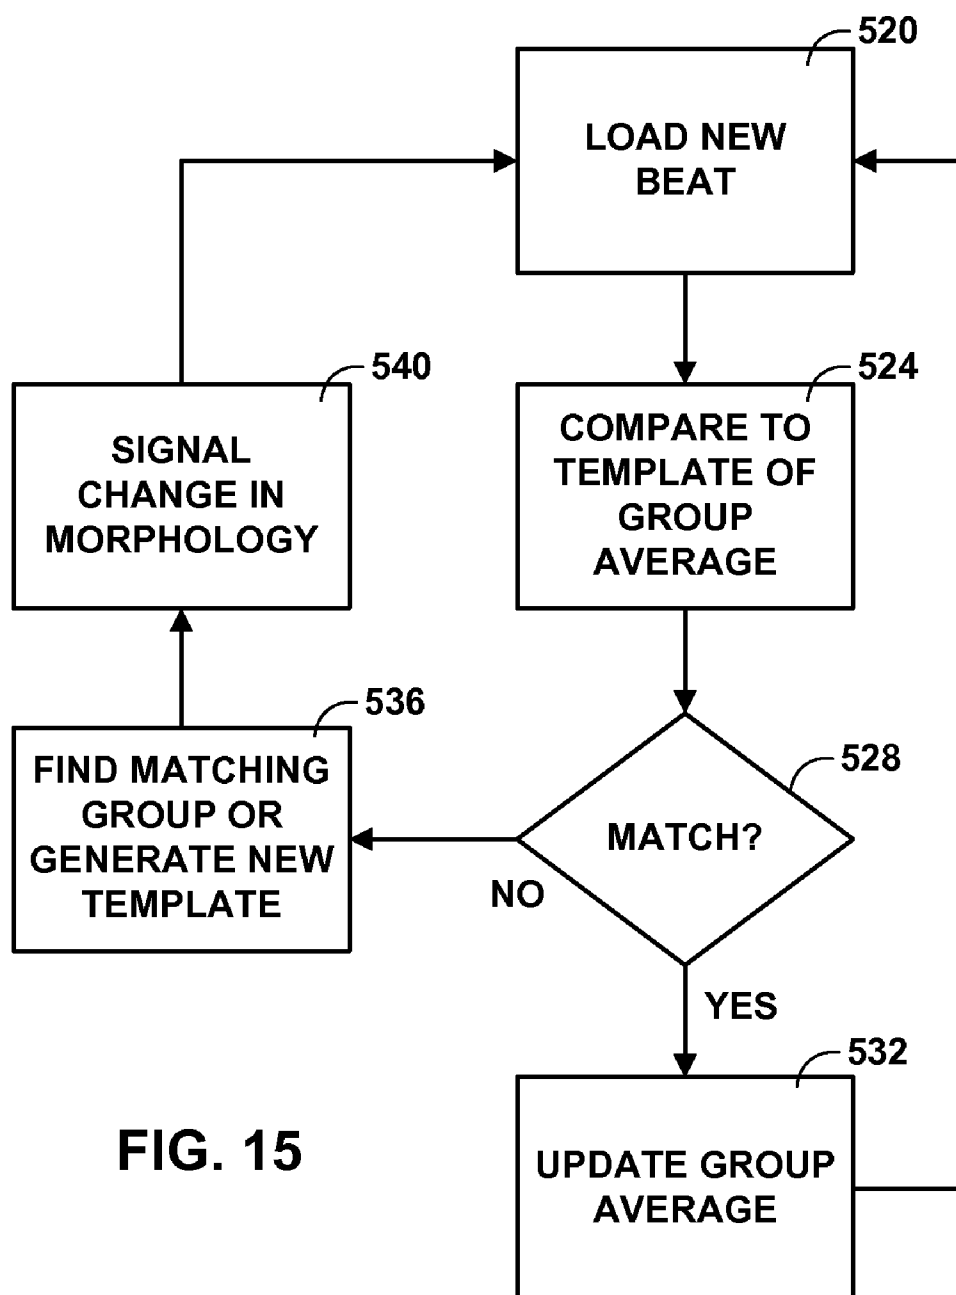 520
LOAD NEW
BEAT
540
SIGNAL
CHANGE IN
MORPHOLOGY
524
COMPARE TO
TEMPLATE OF
GROUP
AVERAGE
536
FIND MATCHING
GROUP OR
GENERATE NEW
TEMPLATE
528
MATCH?
NO
YES
532
UPDATE GROUP
AVERAGE
FIG. 15